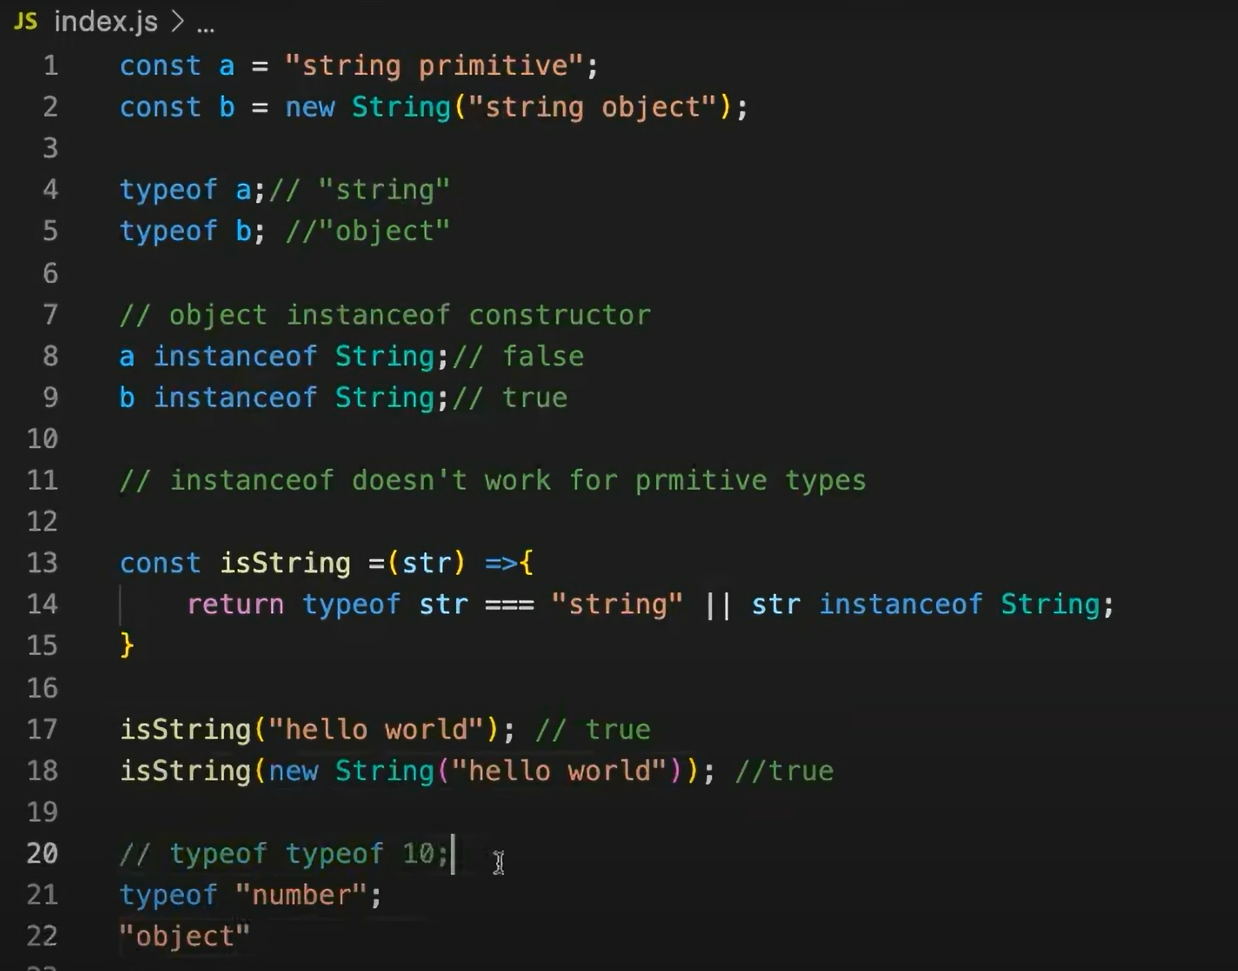 JS index.js > ...
1 const a = "string primitive";
2 const b = new String("string object");
3
4 typeof a;// "string"
5 typeof b; //"object"
6
7 // object instanceof constructor
8 a instanceof String;// false
9 b instanceof String;// true
10
11 // instanceof doesn't work for prmitive types
12
13 const isString =(str) =>{
14     return typeof str === "string" || str instanceof String;
15 }
16
17 isString("hello world"); // true
18 isString(new String("hello world")); //true
19
20 // typeof typeof 10;
21 typeof "number";
22 "object"